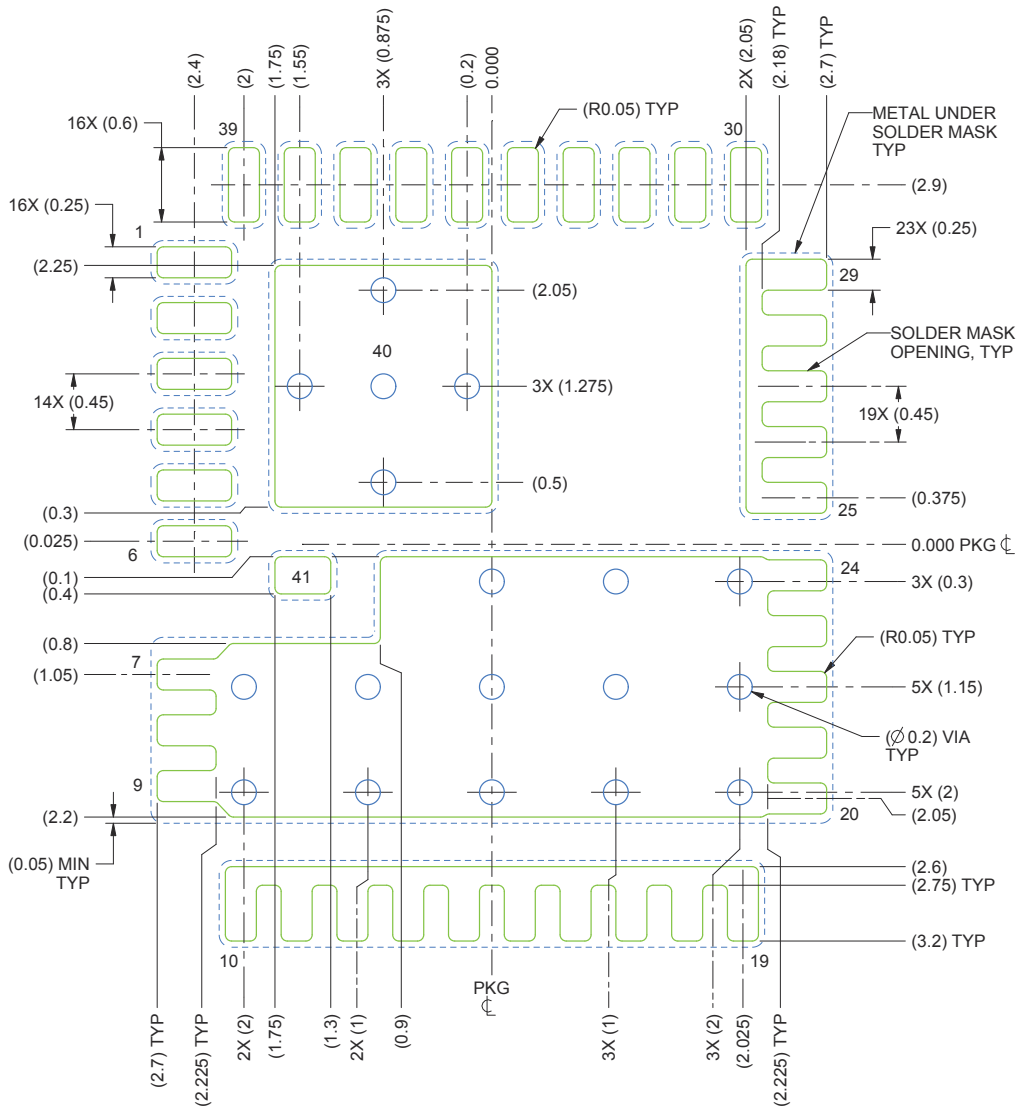 (2.4)
(2)
(1.75)
(1.55)
3X (0.875)
(0.2)
0.000
2X (2.05)
(2.18) TYP
(2.7) TYP
16X (0.6)
39
(R0.05) TYP
30
METAL UNDER
SOLDER MASK
TYP
(2.9)
16X (0.25)
1
(2.25)
23X (0.25)
29
(2.05)
40
SOLDER MASK
OPENING, TYP
3X (1.275)
14X (0.45)
19X (0.45)
(0.5)
(0.375)
(0.3)
25
(0.025)
6
0.000 PKG ℄
(0.1)
41
24
(0.4)
3X (0.3)
(0.8)
7
(R0.05) TYP
(1.05)
5X (1.15)
(∅ 0.2) VIA
TYP
9
5X (2)
(2.2)
20
(2.05)
(0.05) MIN
TYP
(2.6)
(2.75) TYP
(3.2) TYP
10
19
PKG
℄
(2.7) TYP
(2.225) TYP
2X (2)
(1.75)
(1.3)
2X (1)
(0.9)
3X (1)
3X (2)
(2.025)
(2.225) TYP